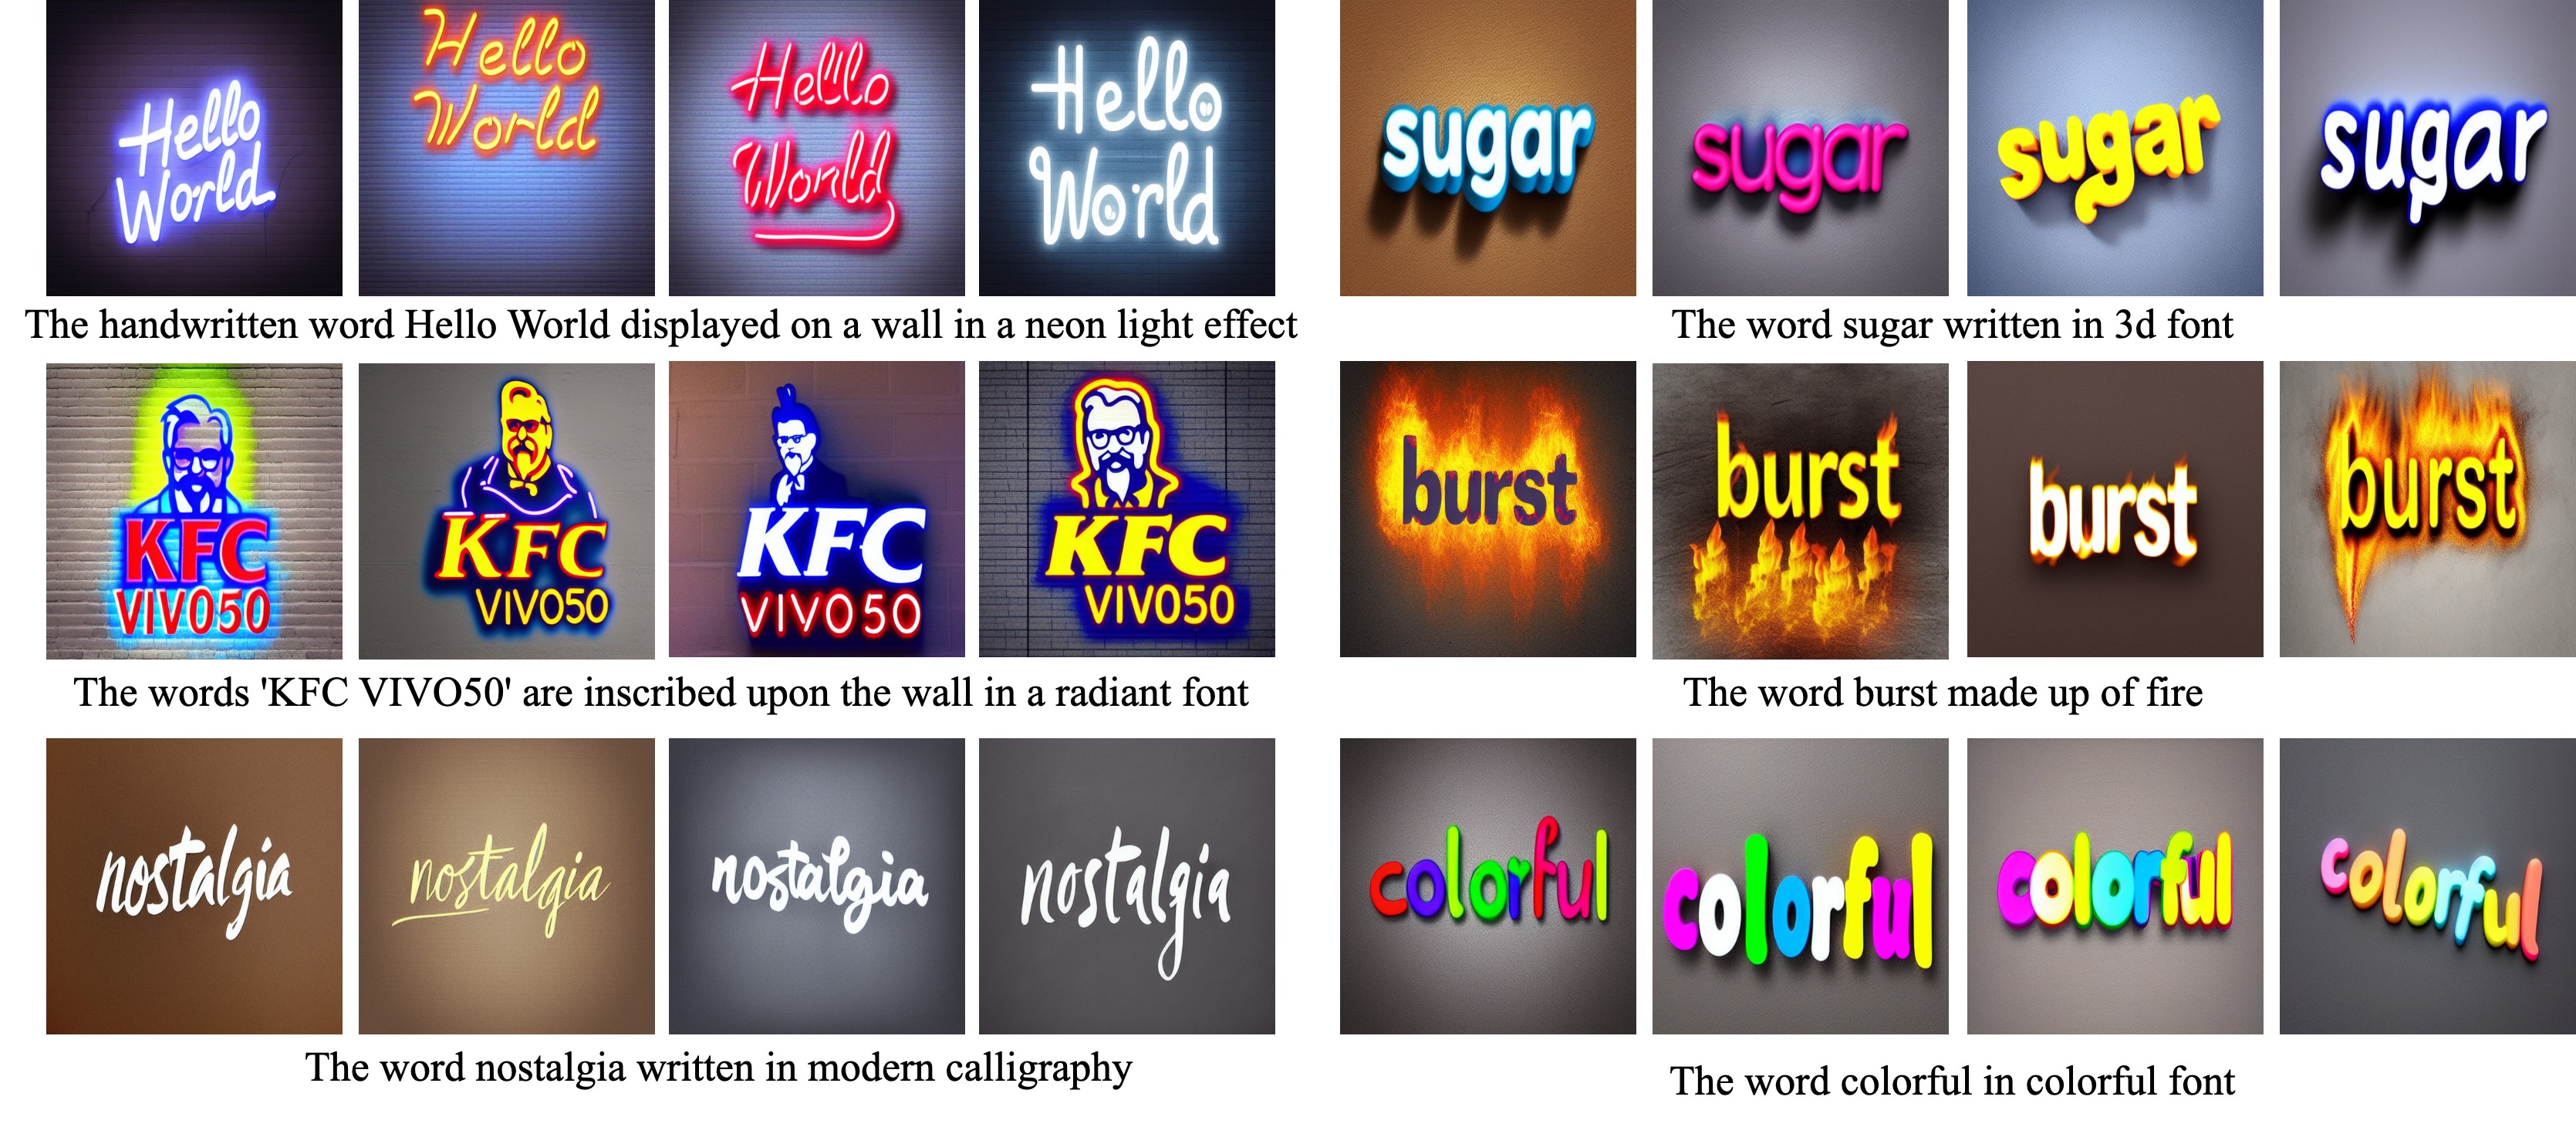 Hello
World
Hello
World
Hello
World
Hello
World
The handwritten word Hello World displayed on a wall in a neon light effect
sugar
sugar
sugar
sugar
The word sugar written in 3d font
KFC
VIVO50
KFC
VIVO50
KFC
VIVO50
KFC
VIVO50
The words 'KFC VIVO50' are inscribed upon the wall in a radiant font
burst
burst
burst
burst
The word burst made up of fire
nostalgia
nostalgia
nostalgia
nostalgia
The word nostalgia written in modern calligraphy
colorful
colorful
colorful
colorful
The word colorful in colorful font